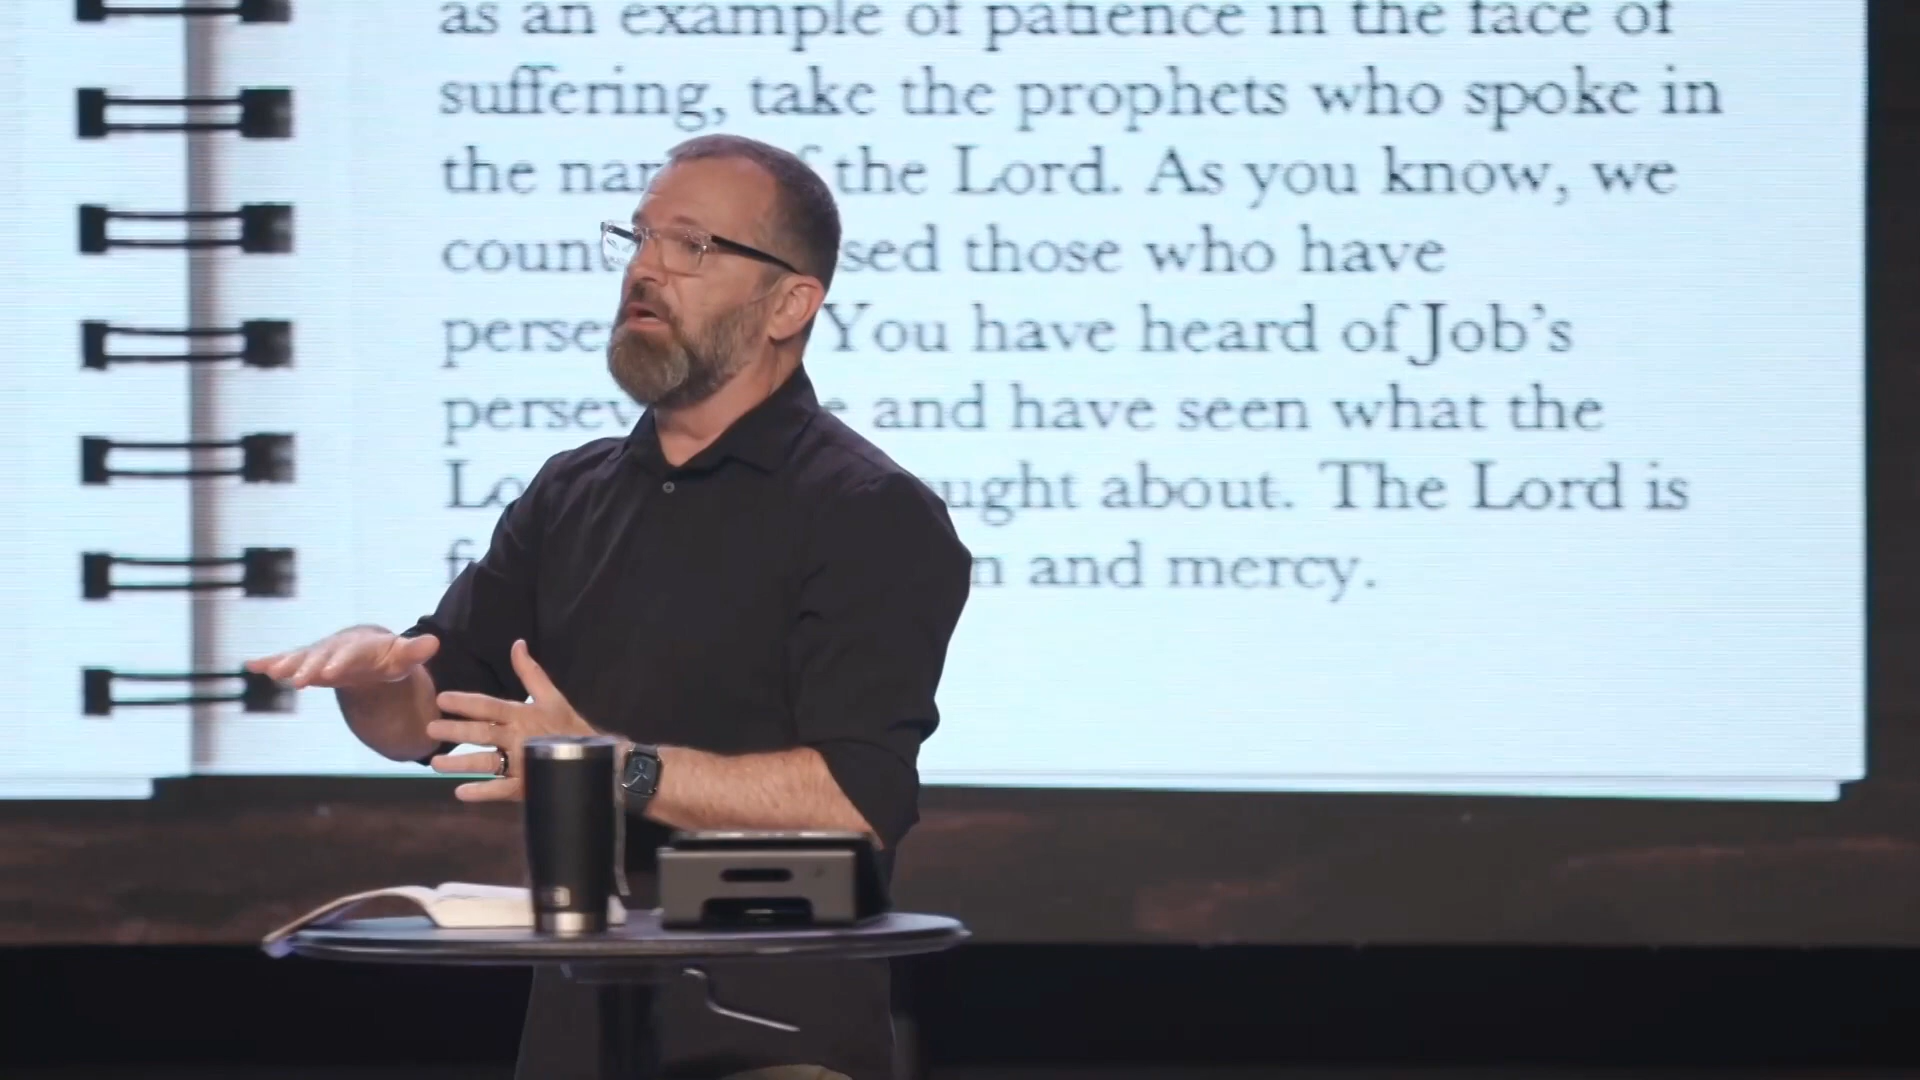 as an example of patience in the face of
suffering, take the prophets who spoke in
the the Lord. As you know, we
those who have
You have heard of Job's
and have seen what the
about. The Lord is
and mercy.